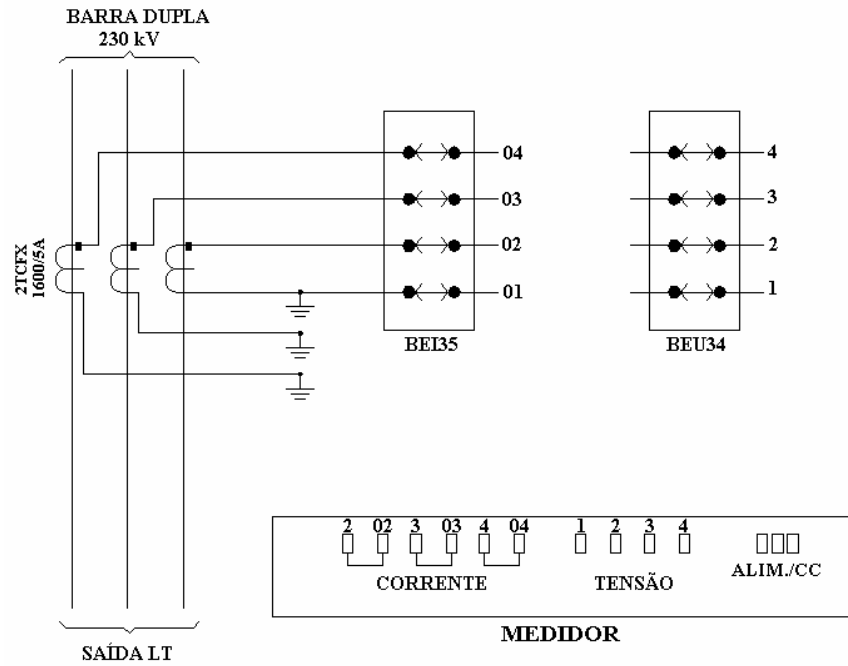 BARRA DUPLA
230 kV
2TCFX
1600/5A
04
03
02
01
BEI35
4
3
2
1
BEU34
2 02 3 03 4 04
CORRENTE
1 2 3 4
TENSÃO
ALIM./CC
MEDIDOR
SAÍDA LT